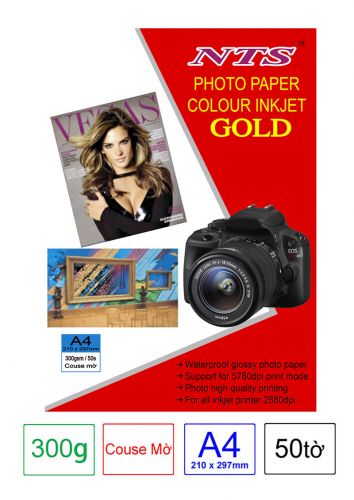 NTS®
PHOTO PAPER
COLOUR INKJET
GOLD
VEGAS
EOS
A4
210 x 297mm
300gsm / 50s
Couse mờ
Waterproof glossy photo paper
Support for 5760dpi print mode
Photo high quality printing
For all inkjet printer 2880dpi
300g
Couse Mờ
A4
210 x 297mm
50tờ